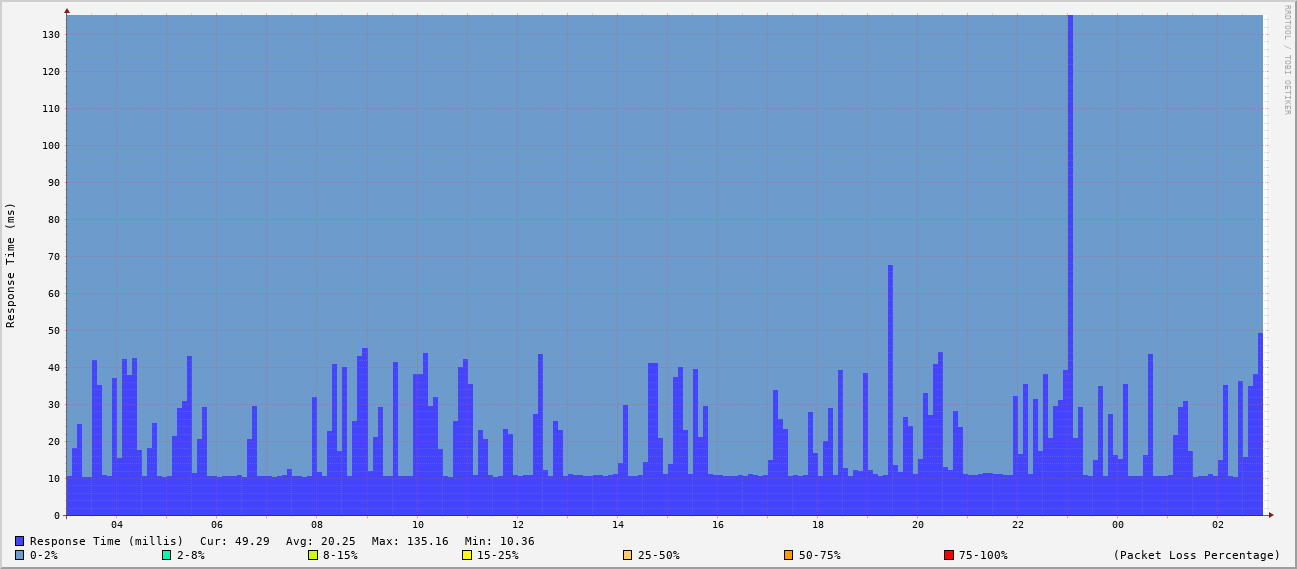 RRDTOOL / TOBI OETIKER
Response Time (ms)
130
120
110
100
90
80
70
60
50
40
30
20
10
0
04 06 08 10 12 14 16 18 20 22 00 02
Response Time (millis) Cur: 49.29 Avg: 20.25 Max: 135.16 Min: 10.36
0-2% 2-8% 8-15% 15-25% 25-50% 50-75% 75-100% (Packet Loss Percentage)